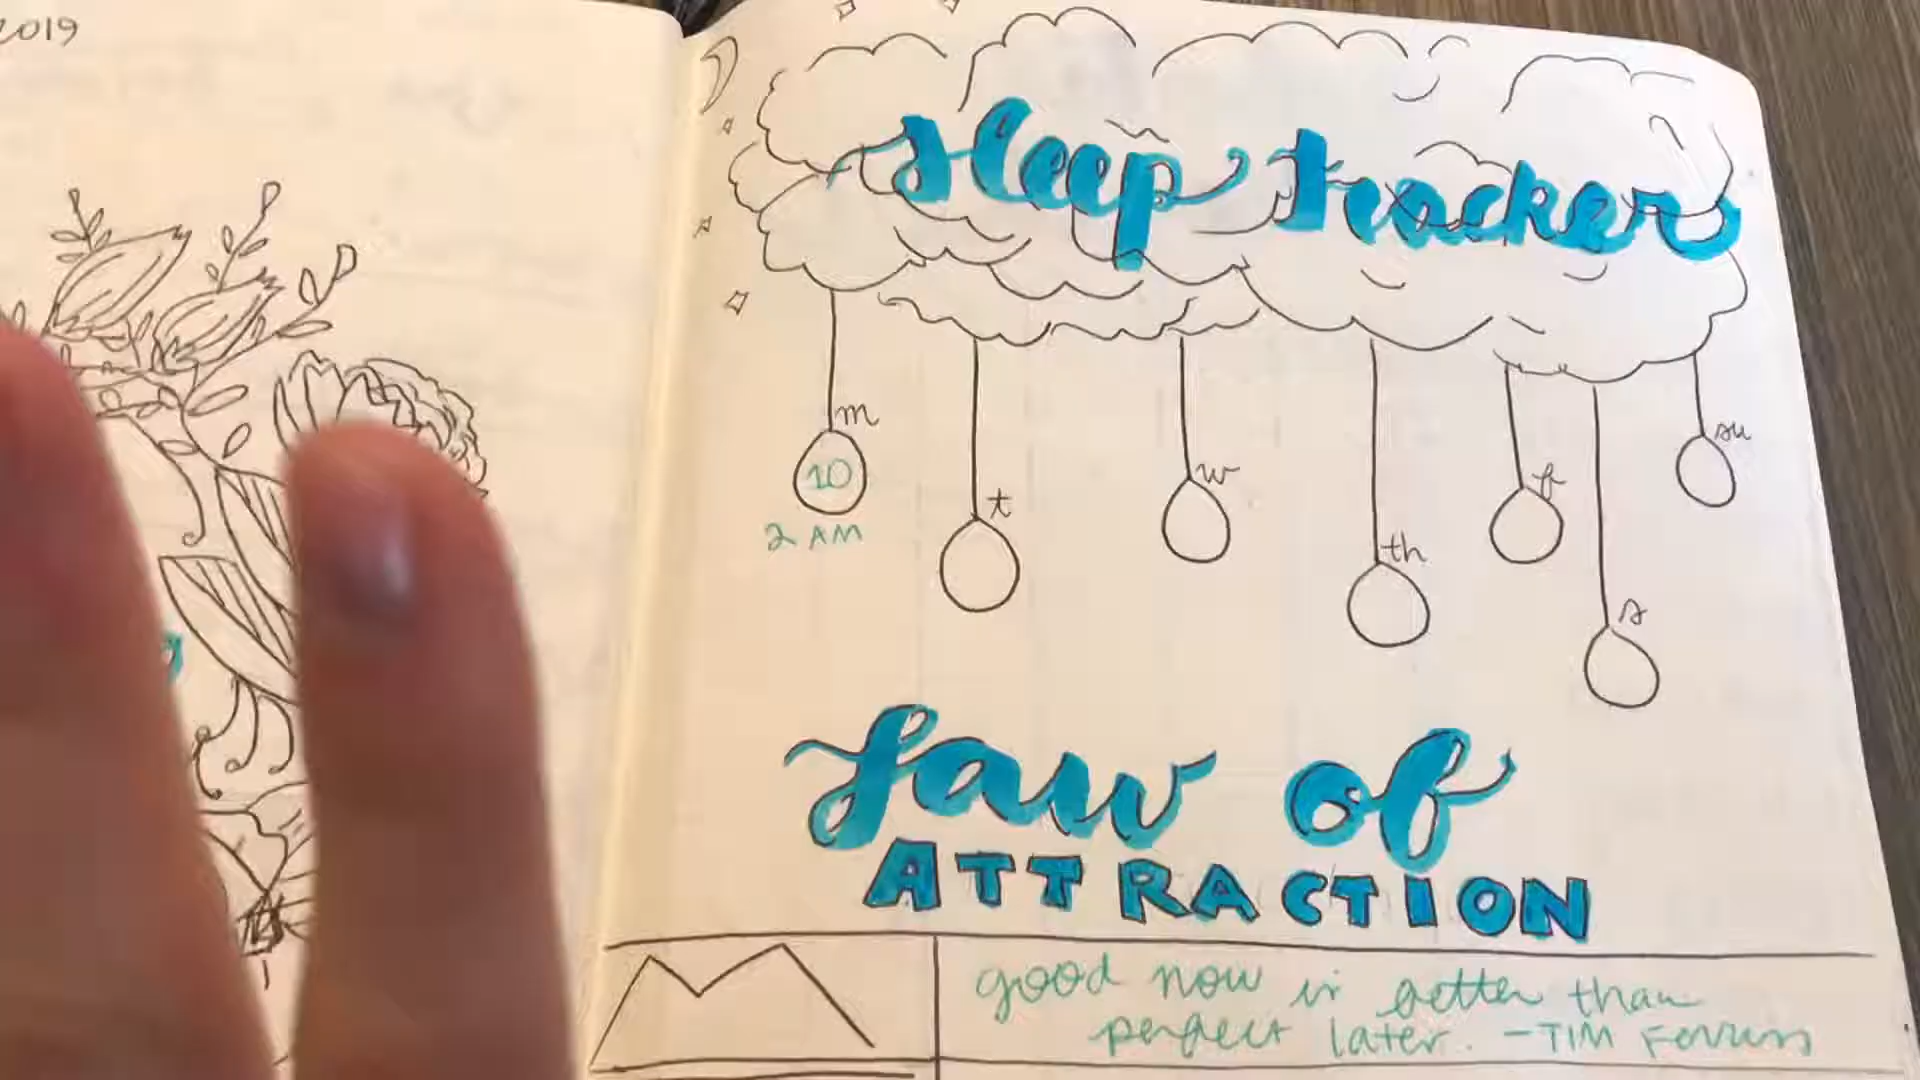 2019
sleep tracker
m
10
2 AM
t
w
th
f
s
su
Law of
ATTRACTION
good now is better than
perfect later. - TIM Ferriss